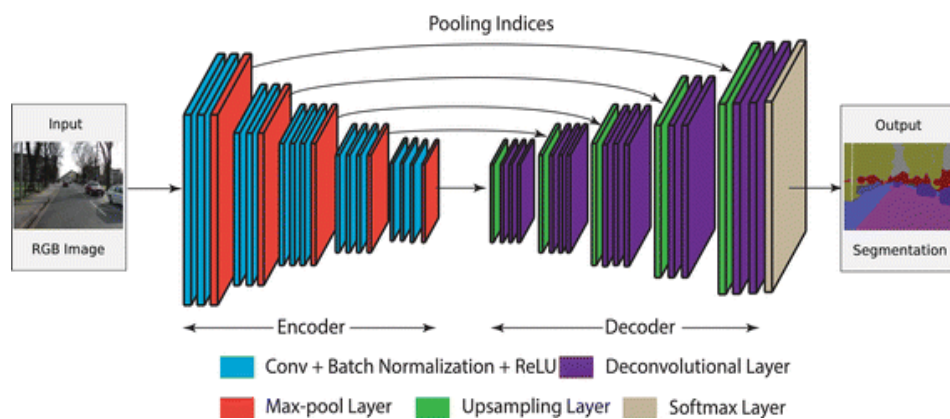 Pooling Indices
Input
RGB Image
Output
Segmentation
Encoder
Decoder
Conv + Batch Normalization + ReLU
Deconvolutional Layer
Max-pool Layer
Upsampling Layer
Softmax Layer